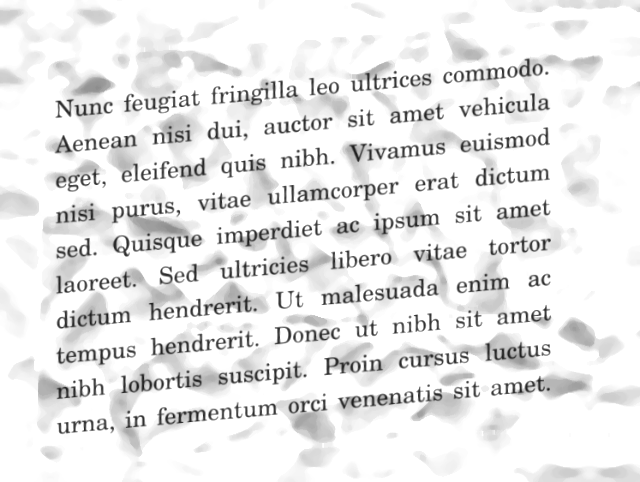 Nunc feugiat fringilla leo ultrices commodo.
Aenean nisi dui, auctor sit amet vehicula
eget, eleifend quis nibh. Vivamus euismod
nisi purus, vitae ullamcorper erat dictum
sed. Quisque imperdiet ac ipsum sit amet
laoreet. Sed ultricies libero vitae tortor
dictum hendrerit. Ut malesuada enim ac
tempus hendrerit. Donec ut nibh sit amet
nibh lobortis suscipit. Proin cursus luctus
urna, in fermentum orci venenatis sit amet.